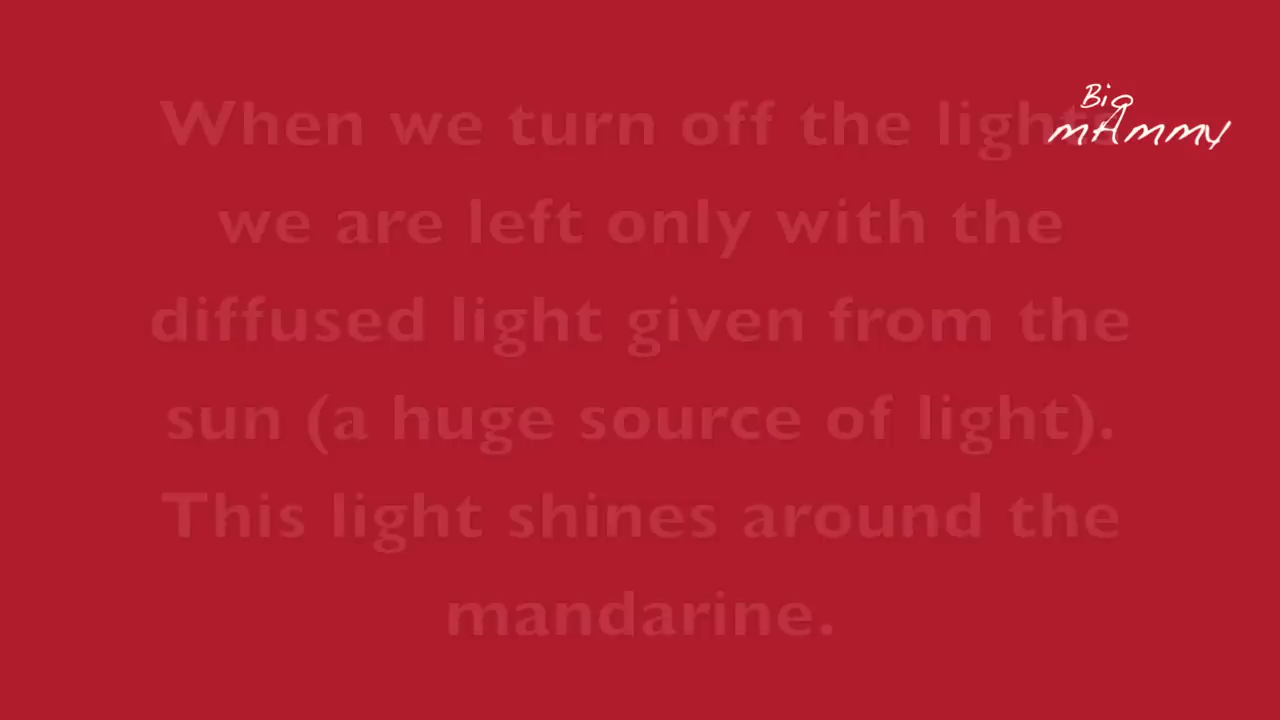 When we turn off the lights
we are left only with the
diffused light given from the
sun (a huge source of light).
This light shines around the
mandarine.
Big
mAmmy